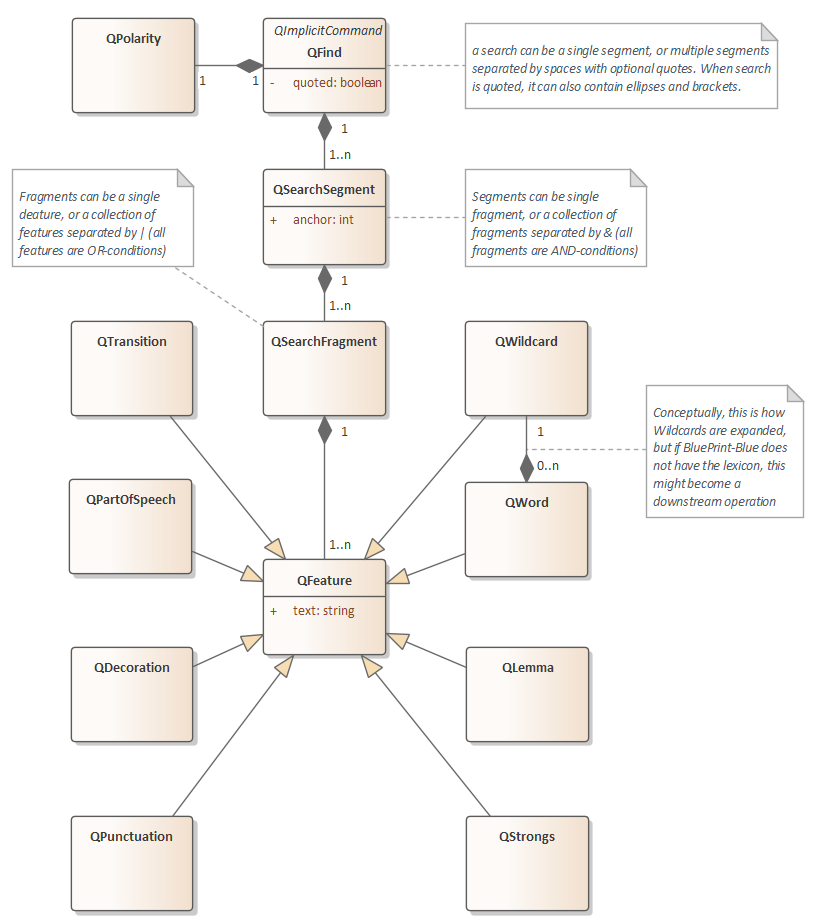 QPolarity
QImplicitCommand
QFind
- quoted: boolean
1
1
a search can be a single segment, or multiple segments
separated by spaces with optional quotes. When search
is quoted, it can also contain ellipses and brackets.
1
1..n
Fragments can be a single
deature, or a collection of
features separated by | (all
features are OR-conditions)
QSearchSegment
+ anchor: int
Segments can be single
fragment, or a collection of
fragments separated by & (all
fragments are AND-conditions)
1
1..n
QTransition
QSearchFragment
QWildcard
1
1
0..n
Conceptually, this is how
Wildcards are expanded,
but if BluePrint-Blue does
not have the lexicon, this
might become a
downstream operation
QPartOfSpeech
QWord
1..n
QFeature
+ text: string
QDecoration
QLemma
QPunctuation
QStrongs